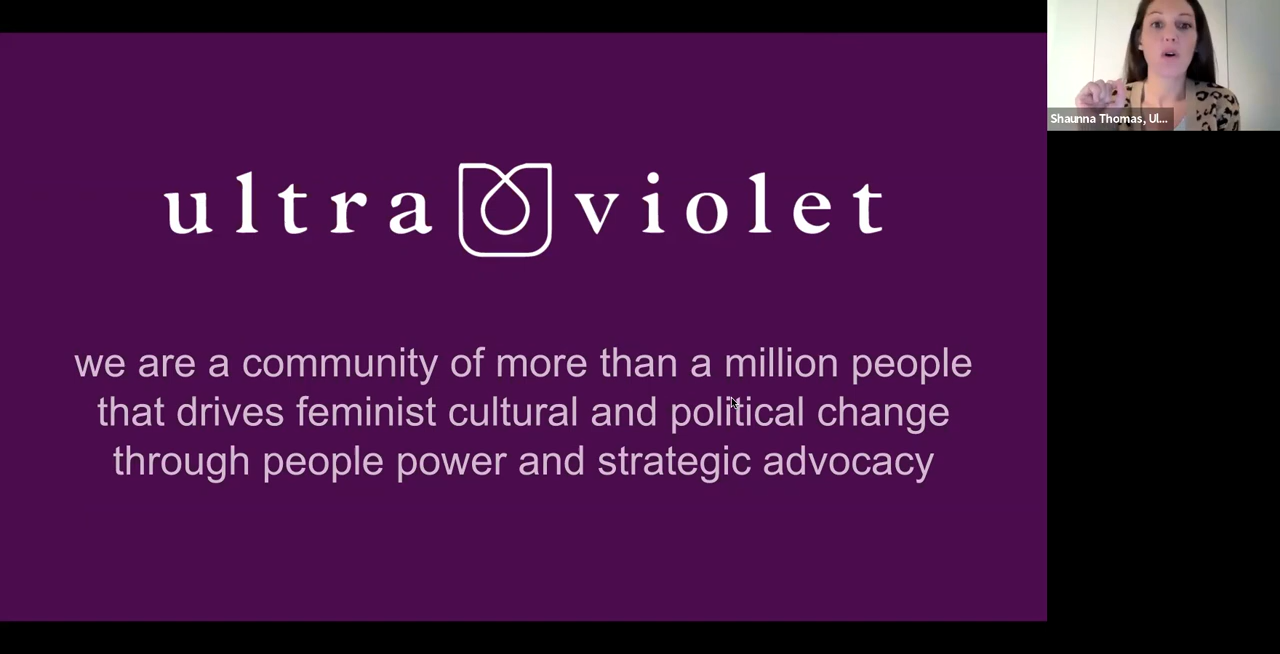 ultra violet
we are a community of more than a million people
that drives feminist cultural and political change
through people power and strategic advocacy
Shaunna Thomas, Ul...